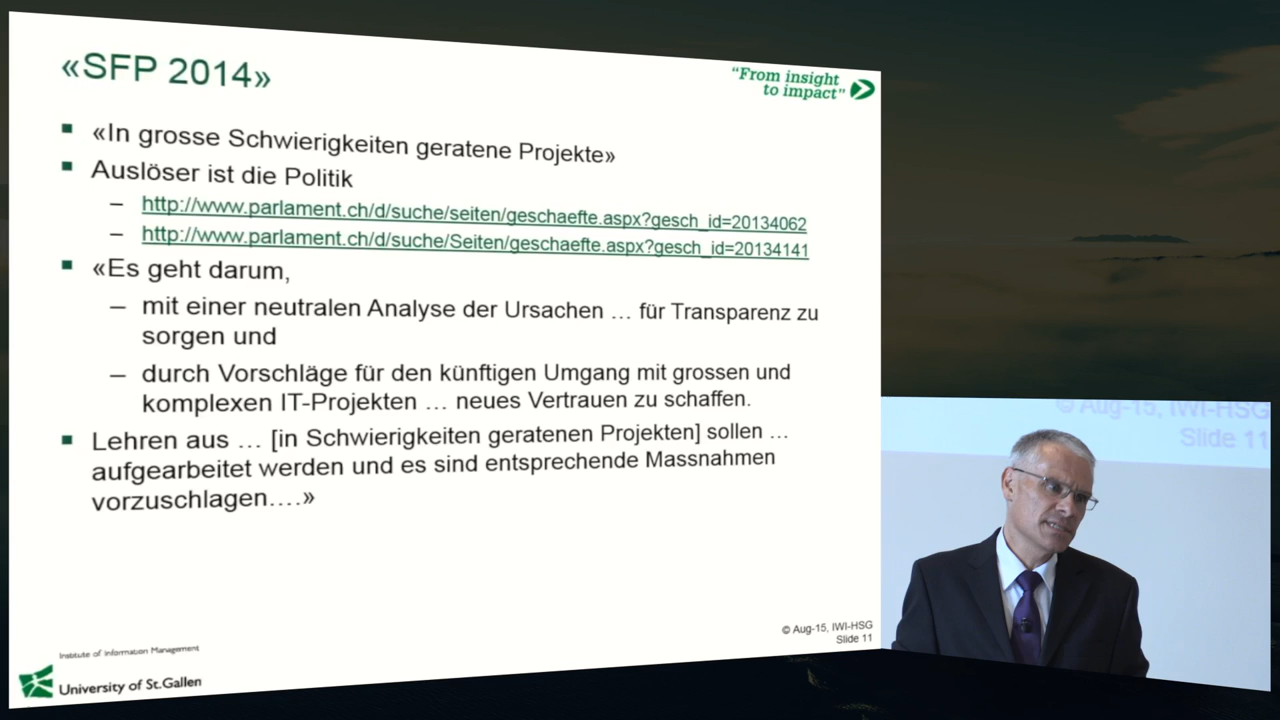 «SFP 2014»
"From insight
to impact"
«In grosse Schwierigkeiten geratene Projekte»
Auslöser ist die Politik
– http://www.parlament.ch/d/suche/seiten/geschaefte.aspx?gesch_id=20134062
– http://www.parlament.ch/d/suche/Seiten/geschaefte.aspx?gesch_id=20134141
«Es geht darum,
– mit einer neutralen Analyse der Ursachen … für Transparenz zu
sorgen und
– durch Vorschläge für den künftigen Umgang mit grossen und
komplexen IT-Projekten … neues Vertrauen zu schaffen.
Lehren aus … [in Schwierigkeiten geratenen Projekten] sollen …
aufgearbeitet werden und es sind entsprechende Massnahmen
vorzuschlagen….»
© Aug-15, IWI-HSG
Slide 11
Institute of Information Management
University of St.Gallen
© Aug-15, IWI-HSG
Slide 11